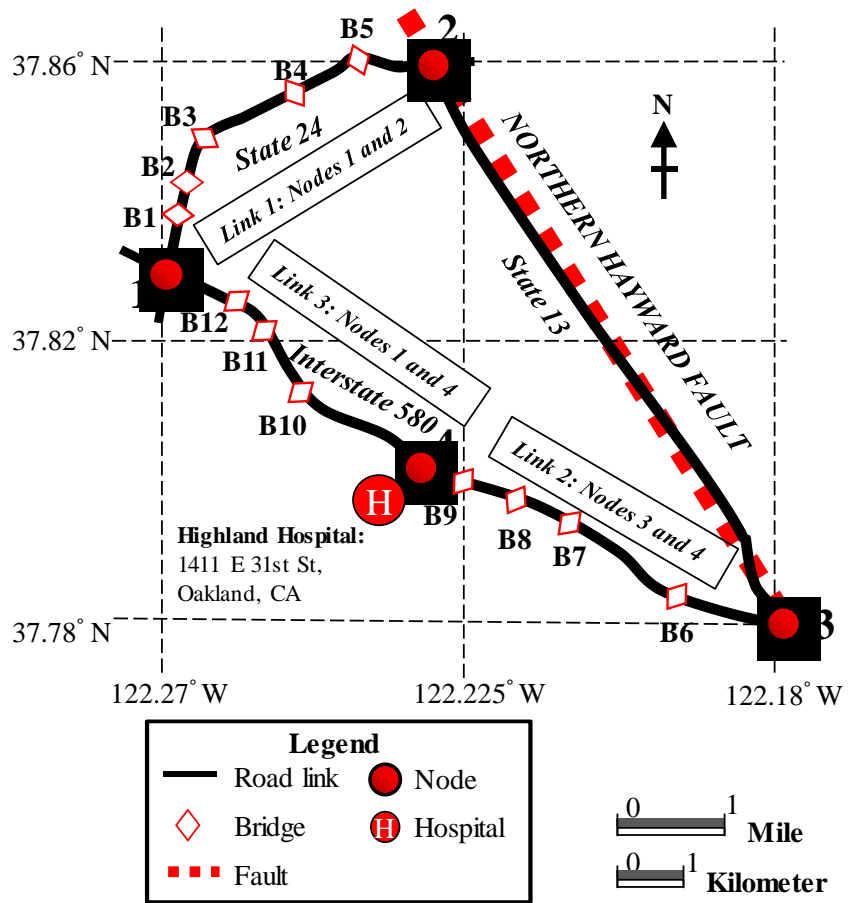 37.86° N
37.82° N
37.78° N
122.27° W
122.225° W
122.18° W
B5
2
B4
B3
B2
B1
1
State 24
Link 1: Nodes 1 and 2
N
NORTHERN HAYWARD FAULT
State 13
B12
B11
B10
Link 3: Nodes 1 and 4
Interstate 580
4
H
B9
B8
B7
B6
Link 2: Nodes 3 and 4
3
Highland Hospital:
1411 E 31st St,
Oakland, CA
Legend
Road link
Node
Bridge
H
Hospital
Fault
0 1
Mile
0 1
Kilometer